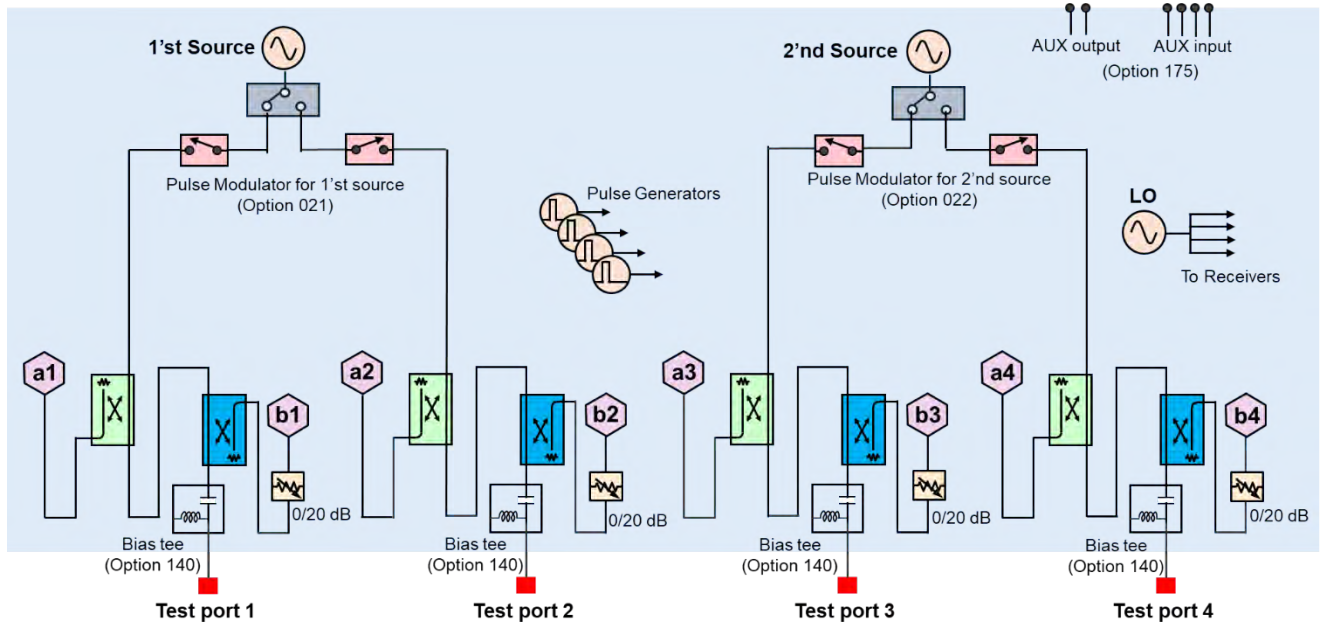 1'st Source
2'nd Source
AUX output
AUX input
(Option 175)
Pulse Modulator for 1'st source
(Option 021)
Pulse Generators
Pulse Modulator for 2'nd source
(Option 022)
LO
To Receivers
a1
b1
a2
b2
a3
b3
a4
b4
0/20 dB
0/20 dB
0/20 dB
0/20 dB
Bias tee
(Option 140)
Bias tee
(Option 140)
Bias tee
(Option 140)
Bias tee
(Option 140)
Test port 1
Test port 2
Test port 3
Test port 4